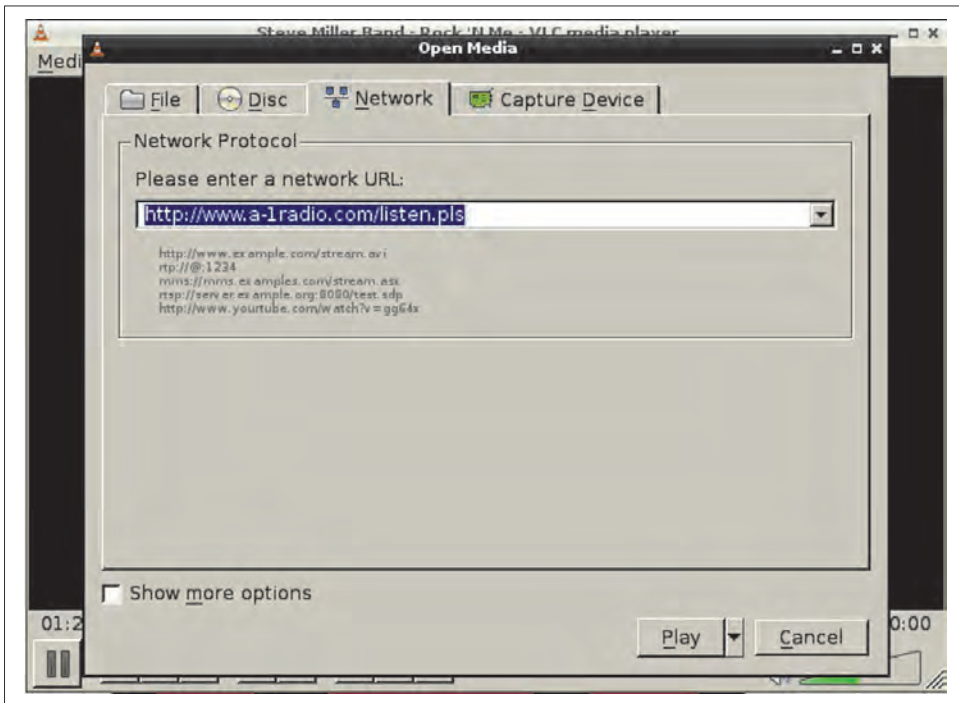 Steve Miller Band - Rock 'N Me - VLC media player
Open Media
Medi
File
Disc
Network
Capture Device
Network Protocol
Please enter a network URL:
http://www.a-1radio.com/listen.pls
http://www.example.com/stream.avi
rtp://@:1234
mms://mms.examples.com/stream.asx
rtsp://server.example.org:8080/test.sdp
http://www.yourtube.com/watch?v=gg64x
Show more options
01:2
0:00
Play
Cancel